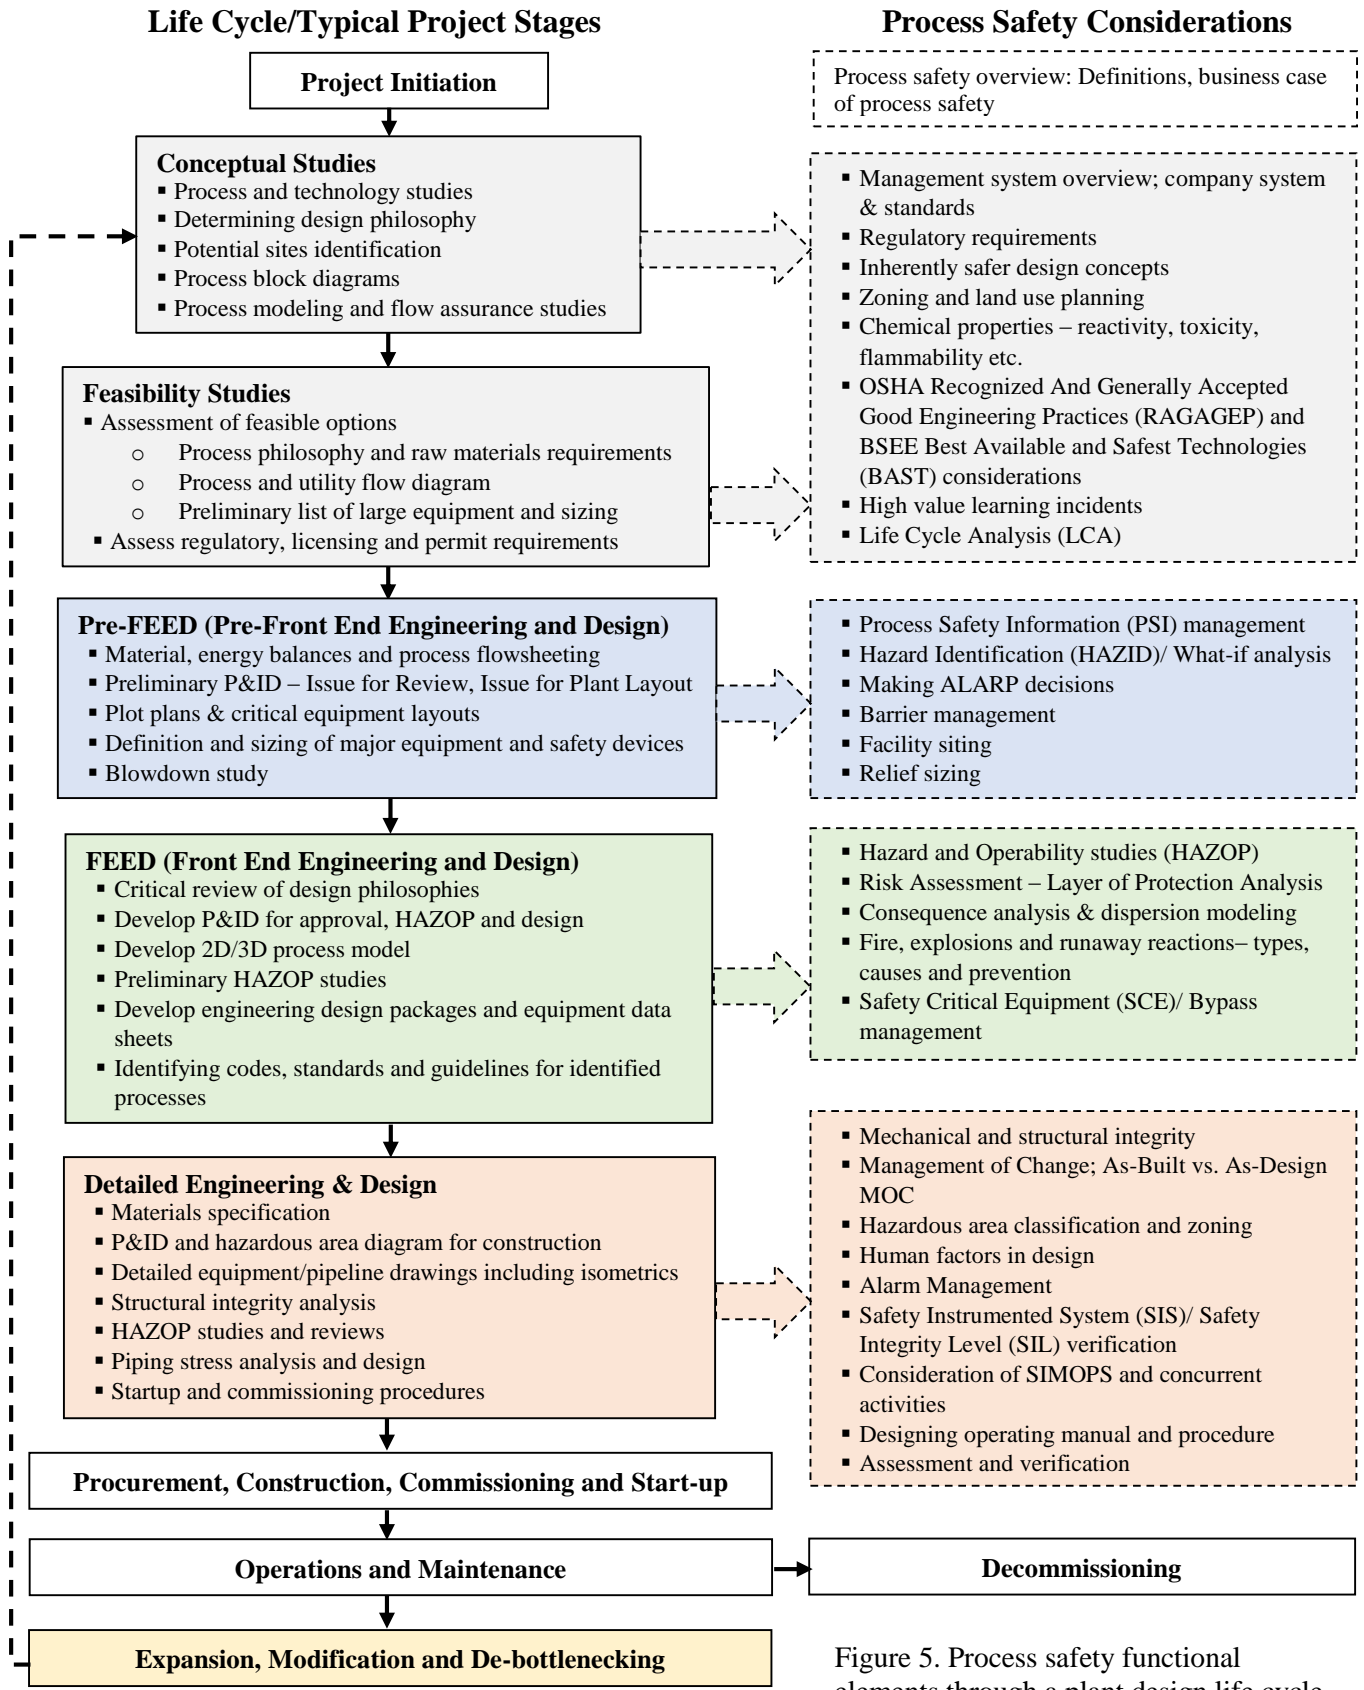 Life Cycle/Typical Project Stages
Project Initiation
Conceptual Studies
▪ Process and technology studies
▪ Determining design philosophy
▪ Potential sites identification
▪ Process block diagrams
▪ Process modeling and flow assurance studies
Feasibility Studies
▪ Assessment of feasible options
o Process philosophy and raw materials requirements
o Process and utility flow diagram
o Preliminary list of large equipment and sizing
▪ Assess regulatory, licensing and permit requirements
Pre-FEED (Pre-Front End Engineering and Design)
▪ Material, energy balances and process flowsheeting
▪ Preliminary P&ID – Issue for Review, Issue for Plant Layout
▪ Plot plans & critical equipment layouts
▪ Definition and sizing of major equipment and safety devices
▪ Blowdown study
FEED (Front End Engineering and Design)
▪ Critical review of design philosophies
▪ Develop P&ID for approval, HAZOP and design
▪ Develop 2D/3D process model
▪ Preliminary HAZOP studies
▪ Develop engineering design packages and equipment data
sheets
▪ Identifying codes, standards and guidelines for identified
processes
Detailed Engineering & Design
▪ Materials specification
▪ P&ID and hazardous area diagram for construction
▪ Detailed equipment/pipeline drawings including isometrics
▪ Structural integrity analysis
▪ HAZOP studies and reviews
▪ Piping stress analysis and design
▪ Startup and commissioning procedures
Procurement, Construction, Commissioning and Start-up
Operations and Maintenance
Expansion, Modification and De-bottlenecking
Process Safety Considerations
Process safety overview: Definitions, business case
of process safety
▪ Management system overview; company system
& standards
▪ Regulatory requirements
▪ Inherently safer design concepts
▪ Zoning and land use planning
▪ Chemical properties – reactivity, toxicity,
flammability etc.
▪ OSHA Recognized And Generally Accepted
Good Engineering Practices (RAGAGEP) and
BSEE Best Available and Safest Technologies
(BAST) considerations
▪ High value learning incidents
▪ Life Cycle Analysis (LCA)
▪ Process Safety Information (PSI) management
▪ Hazard Identification (HAZID)/ What-if analysis
▪ Making ALARP decisions
▪ Barrier management
▪ Facility siting
▪ Relief sizing
▪ Hazard and Operability studies (HAZOP)
▪ Risk Assessment – Layer of Protection Analysis
▪ Consequence analysis & dispersion modeling
▪ Fire, explosions and runaway reactions– types,
causes and prevention
▪ Safety Critical Equipment (SCE)/ Bypass
management
▪ Mechanical and structural integrity
▪ Management of Change; As-Built vs. As-Design
MOC
▪ Hazardous area classification and zoning
▪ Human factors in design
▪ Alarm Management
▪ Safety Instrumented System (SIS)/ Safety
Integrity Level (SIL) verification
▪ Consideration of SIMOPS and concurrent
activities
▪ Designing operating manual and procedure
▪ Assessment and verification
Decommissioning
Figure 5. Process safety functional
elements through a plant design life cycle